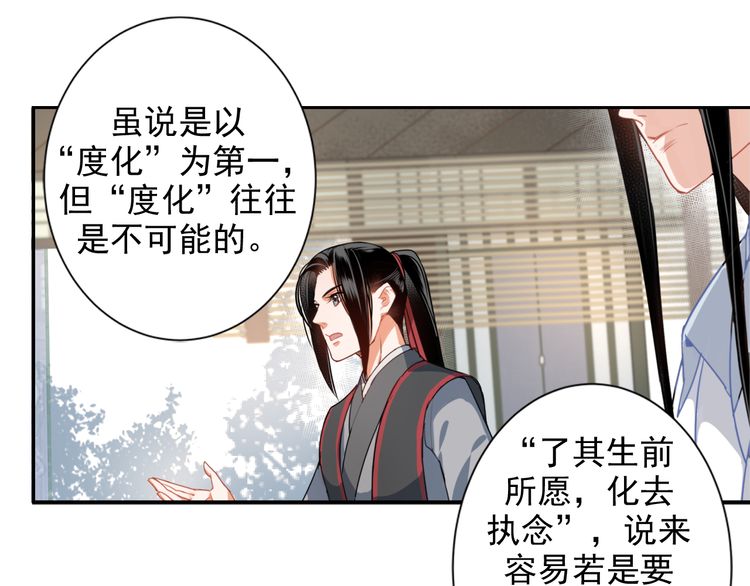 虽说是以
“度化”为第一，
但“度化”往往
是不可能的。
“了其生前
所愿，化去
执念”，说来
容易若是要